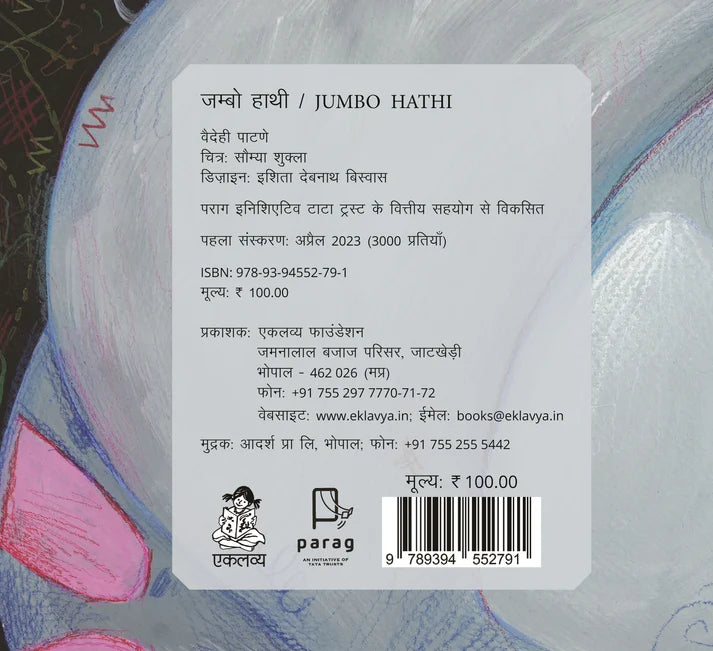 जम्बो हाथी / JUMBO HATHI
वैदेही पाटणे
चित्र: सौम्या शुक्ला
डिज़ाइन: इशिता देबनाथ बिस्वास
पराग इनिशिएटिव टाटा ट्रस्ट के वित्तीय सहयोग से विकसित
पहला संस्करण: अप्रैल 2023 (3000 प्रतियाँ)
ISBN: 978-93-94552-79-1
मूल्य: ₹ 100.00
प्रकाशक: एकलव्य फाउंडेशन
जमनालाल बजाज परिसर, जाटखेड़ी
भोपाल - 462 026 (मप्र)
फोन: +91 755 297 7770-71-72
वेबसाइट: www.eklavya.in; ईमेल: books@eklavya.in
मुद्रक: आदर्श प्रा लि, भोपाल; फोन: +91 755 255 5442
मूल्य: ₹ 100.00
एकलव्य
parag
AN INITIATIVE OF
TATA TRUSTS
9 789394 552791